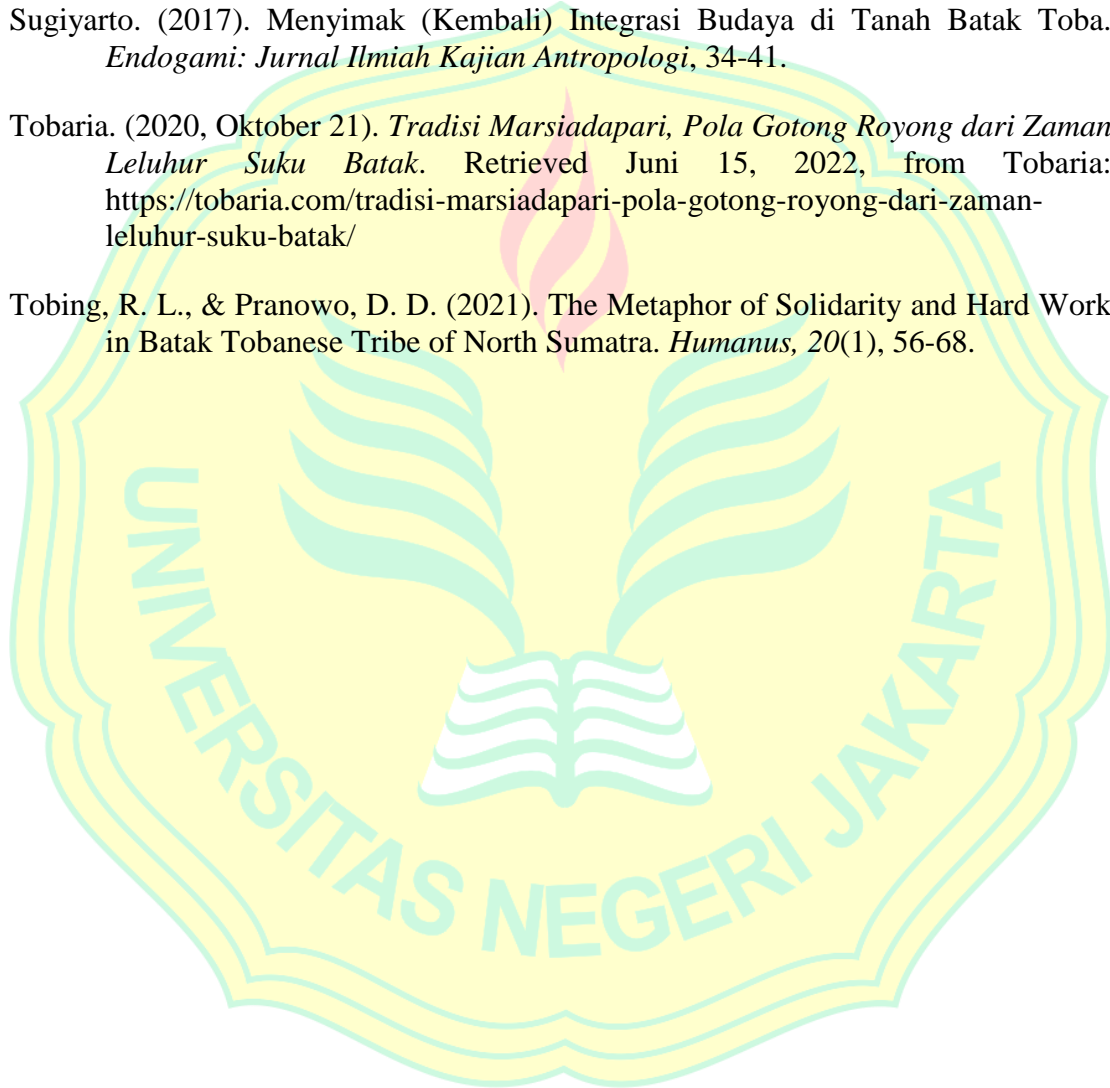 Sugiyarto. (2017). Menyimak (Kembali) Integrasi Budaya di Tanah Batak Toba.
Endogami: Jurnal Ilmiah Kajian Antropologi, 34-41.
Tobaria. (2020, Oktober 21). Tradisi Marsiadapari, Pola Gotong Royong dari Zaman
Leluhur Suku Batak. Retrieved Juni 15, 2022, from Tobaria:
https://tobaria.com/tradisi-marsiadapari-pola-gotong-royong-dari-zaman-
leluhur-suku-batak/
Tobing, R. L., & Pranowo, D. D. (2021). The Metaphor of Solidarity and Hard Work
in Batak Tobanese Tribe of North Sumatra. Humanus, 20(1), 56-68.
UNIVERSITAS NEGERI JAKARTA